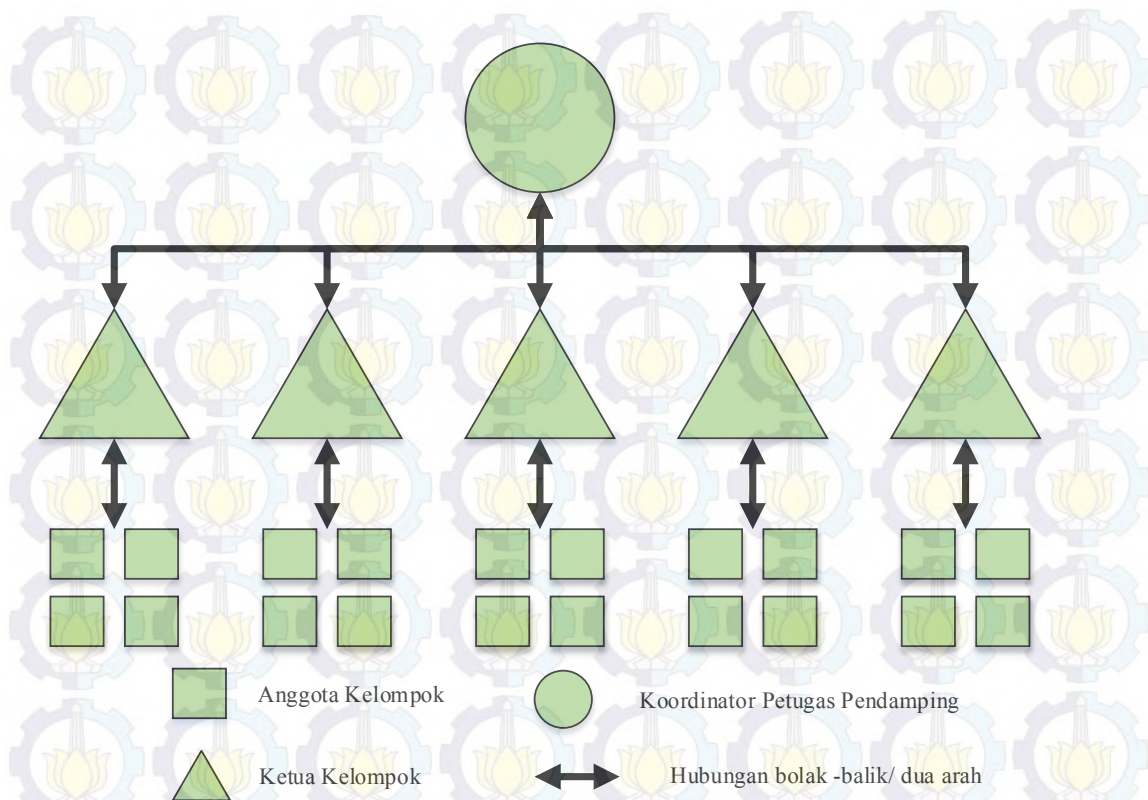 Anggota Kelompok
Koordinator Petugas Pendamping
Ketua Kelompok
Hubungan bolak -balik/ dua arah